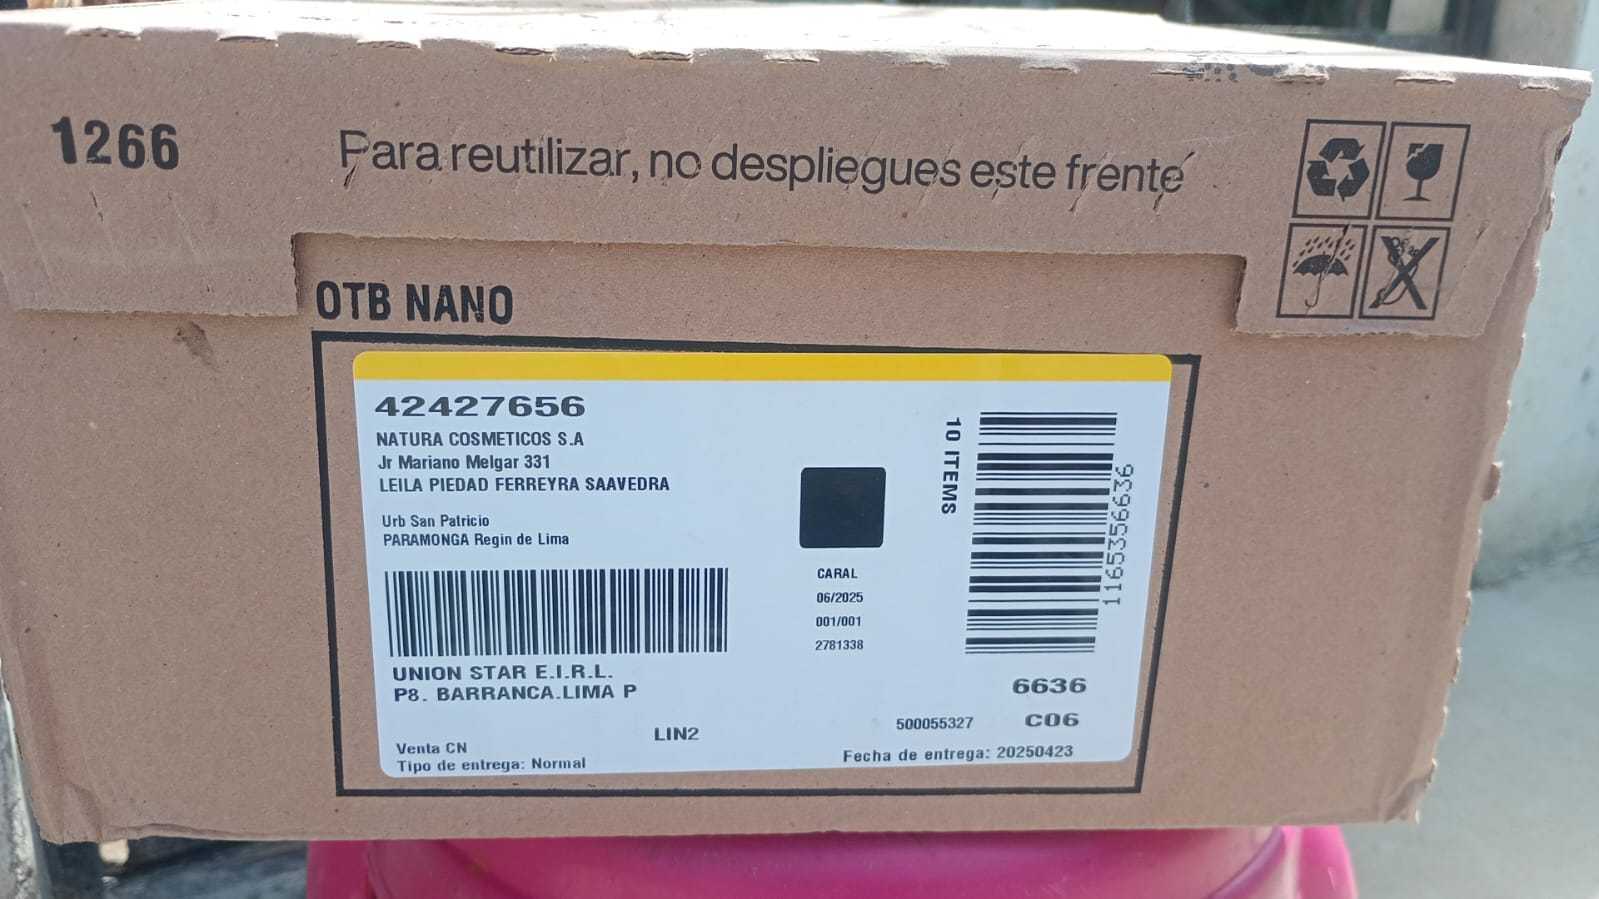 1266
Para reutilizar, no despliegues este frente
OTB NANO
42427656
NATURA COSMETICOS S.A
Jr Mariano Melgar 331
LEILA PIEDAD FERREYRA SAAVEDRA
Urb San Patricio
PARAMONGA Regin de Lima
UNION STAR E.I.R.L.
P8. BARRANCA.LIMA P
LIN2
Venta CN
Tipo de entrega: Normal
CARAL
06/2025
001/001
2781338
10 ITEMS
1165356636
6636
500055327 C06
Fecha de entrega: 20250423